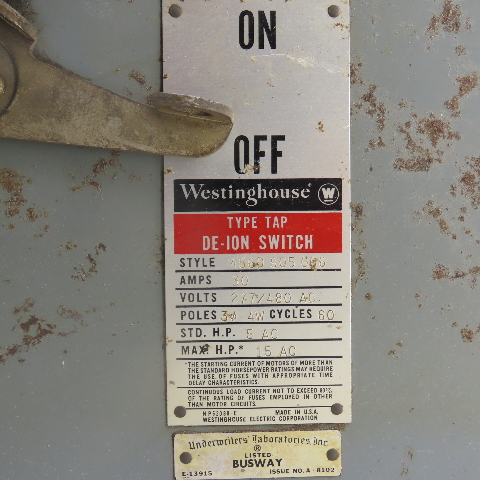 ON
OFF
Westinghouse W
TYPE TAP
DE-ION SWITCH
STYLE
AMPS 30
VOLTS 277/480 AC.
POLES 3Φ 4W CYCLES 60
STD. H.P. 5 AC
MAX. H.P.* 15 AC
*THE STARTING CURRENT OF MOTORS OF MORE THAN
THE STANDARD HORSEPOWER RATINGS MAY REQUIRE
THE USE OF FUSES WITH APPROPRIATE TIME
DELAY CHARACTERISTICS.
CONTINUOUS LOAD CURRENT NOT TO EXCEED 80% 
OF THE RATING OF FUSES EMPLOYED IN OTHER
THAN MOTOR CIRCUITS.
MADE IN U.S.A.
WESTINGHOUSE ELECTRIC CORPORATION
Underwriters' Laboratories, Inc.
®
LISTED
BUSWAY
E-13915 ISSUE NO. A-8102